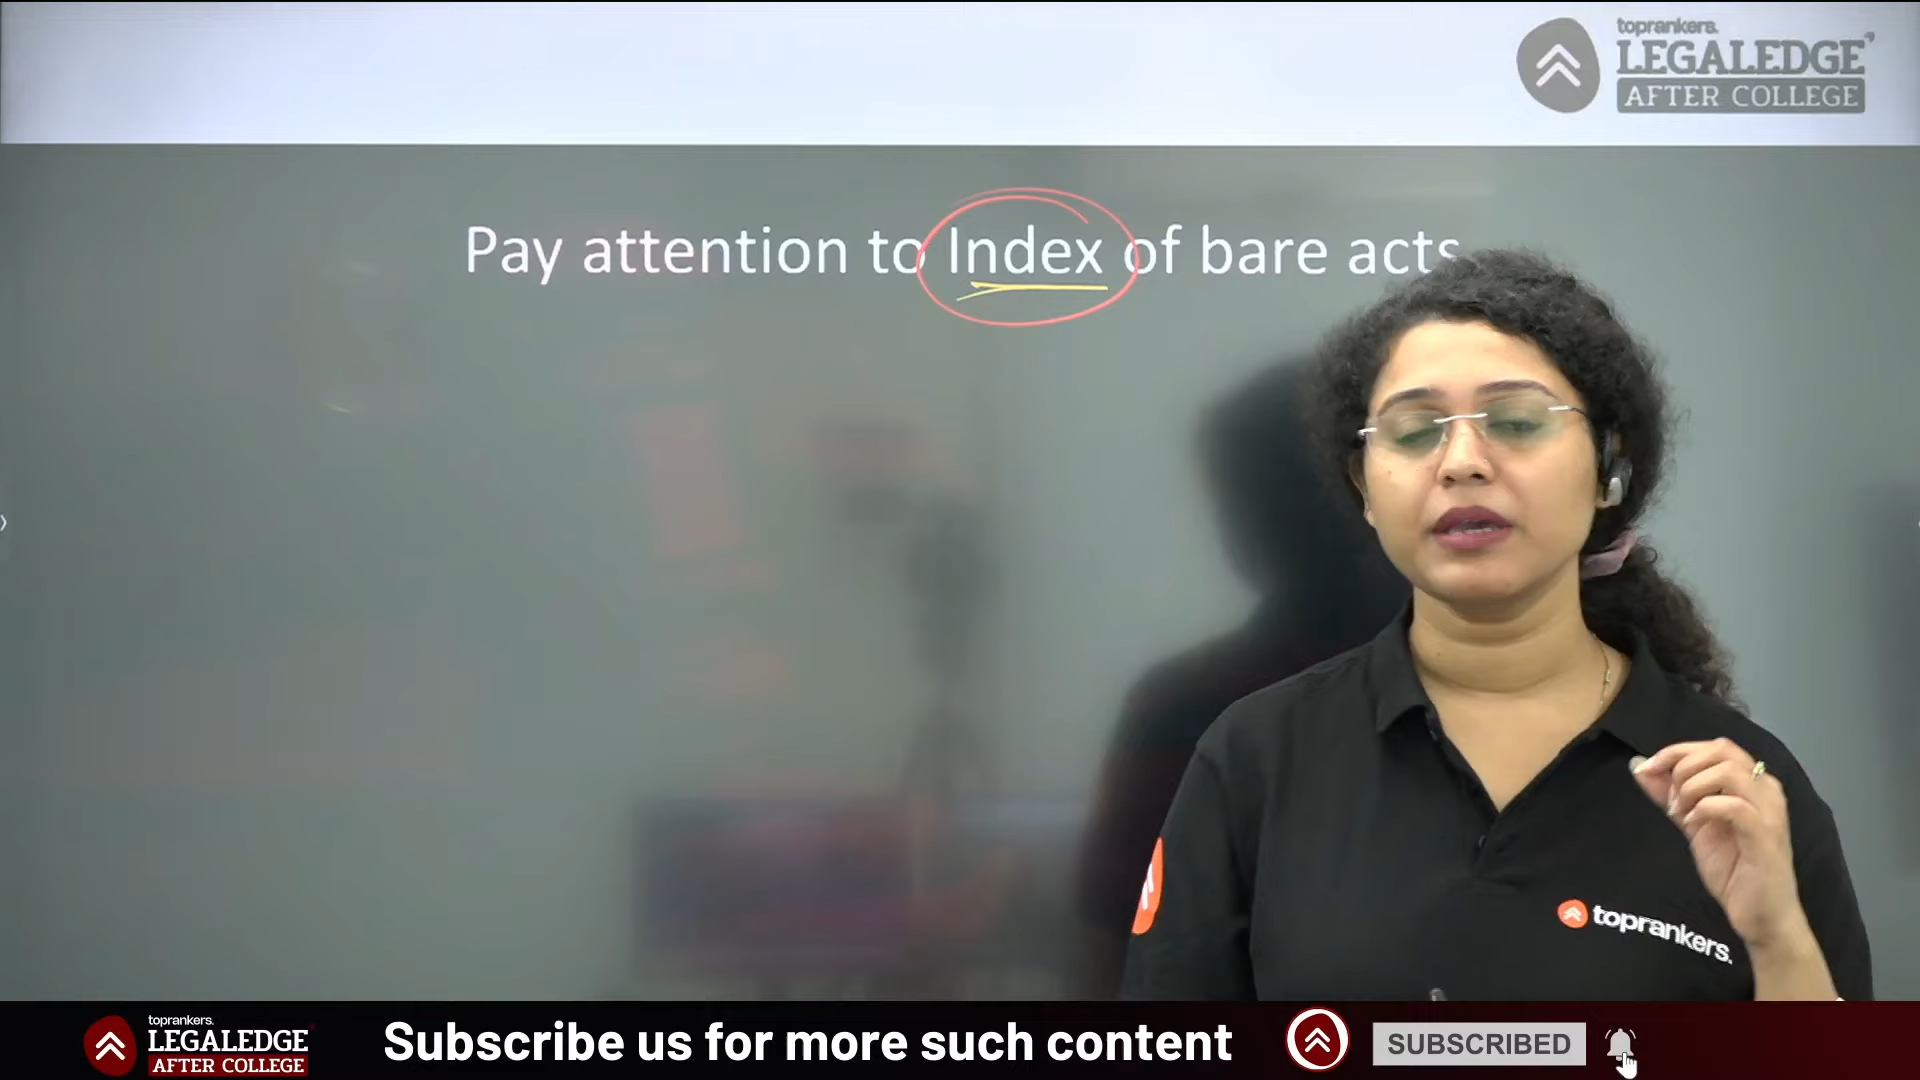 toprankers.
LEGALEDGE
AFTER COLLEGE
Pay attention to Index of bare acts
toprankers.
toprankers.
LEGALEDGE
AFTER COLLEGE
Subscribe us for more such content
SUBSCRIBED